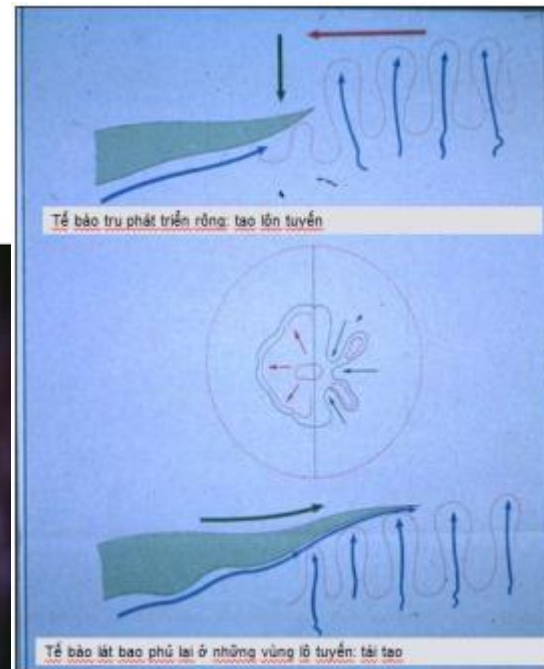 Tế bào trụ phát triển rộng: tạo lộn tuyến
Tế bào lát bao phủ lại ở những vùng lộ tuyến: tái tạo